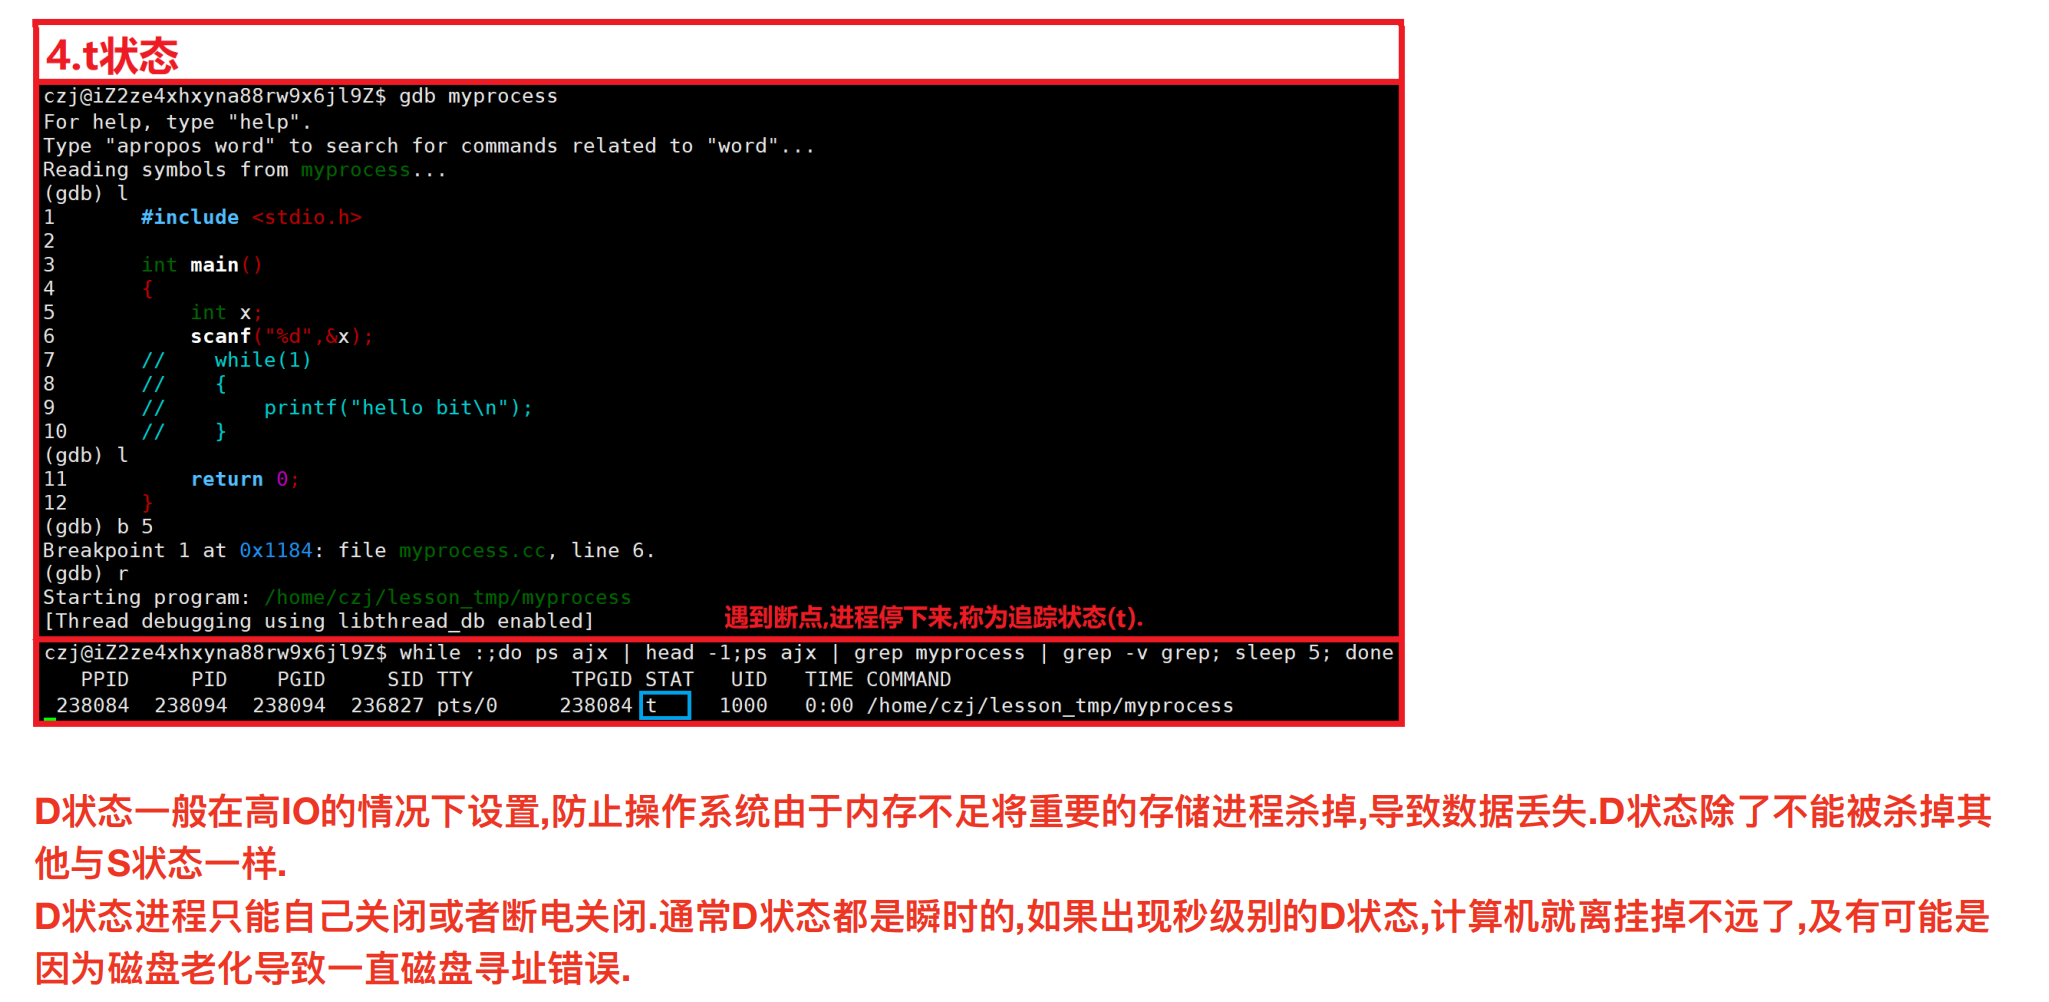 4.t状态
czj@iZ2ze4xhxyna88rw9x6jl9Z$ gdb myprocess
For help, type "help".
Type "apropos word" to search for commands related to "word"...
Reading symbols from myprocess...
(gdb) l
1       #include <stdio.h>
2
3       int main()
4       {
5           int x;
6           scanf("%d",&x);
7       //    while(1)
8       //    {
9       //        printf("hello bit\n");
10      //    }
(gdb) l
11          return 0;
12      }
(gdb) b 5
Breakpoint 1 at 0x1184: file myprocess.cc, line 6.
(gdb) r
Starting program: /home/czj/lesson_tmp/myprocess
[Thread debugging using libthread_db enabled] 遇到断点,进程停下来,称为追踪状态(t).
czj@iZ2ze4xhxyna88rw9x6jl9Z$ while :;do ps ajx | head -1;ps ajx | grep myprocess | grep -v grep; sleep 5; done
PPID     PID    PGID     SID TTY        TPGID STAT   UID   TIME COMMAND
238084  238094  238094  236827 pts/0     238084 t     1000   0:00 /home/czj/lesson_tmp/myprocess
D状态一般在高IO的情况下设置,防止操作系统由于内存不足将重要的存储进程杀掉,导致数据丢失.D状态除了不能被杀掉其
他与S状态一样.
D状态进程只能自己关闭或者断电关闭.通常D状态都是瞬时的,如果出现秒级别的D状态,计算机就离挂掉不远了,及有可能是
因为磁盘老化导致一直磁盘寻址错误.